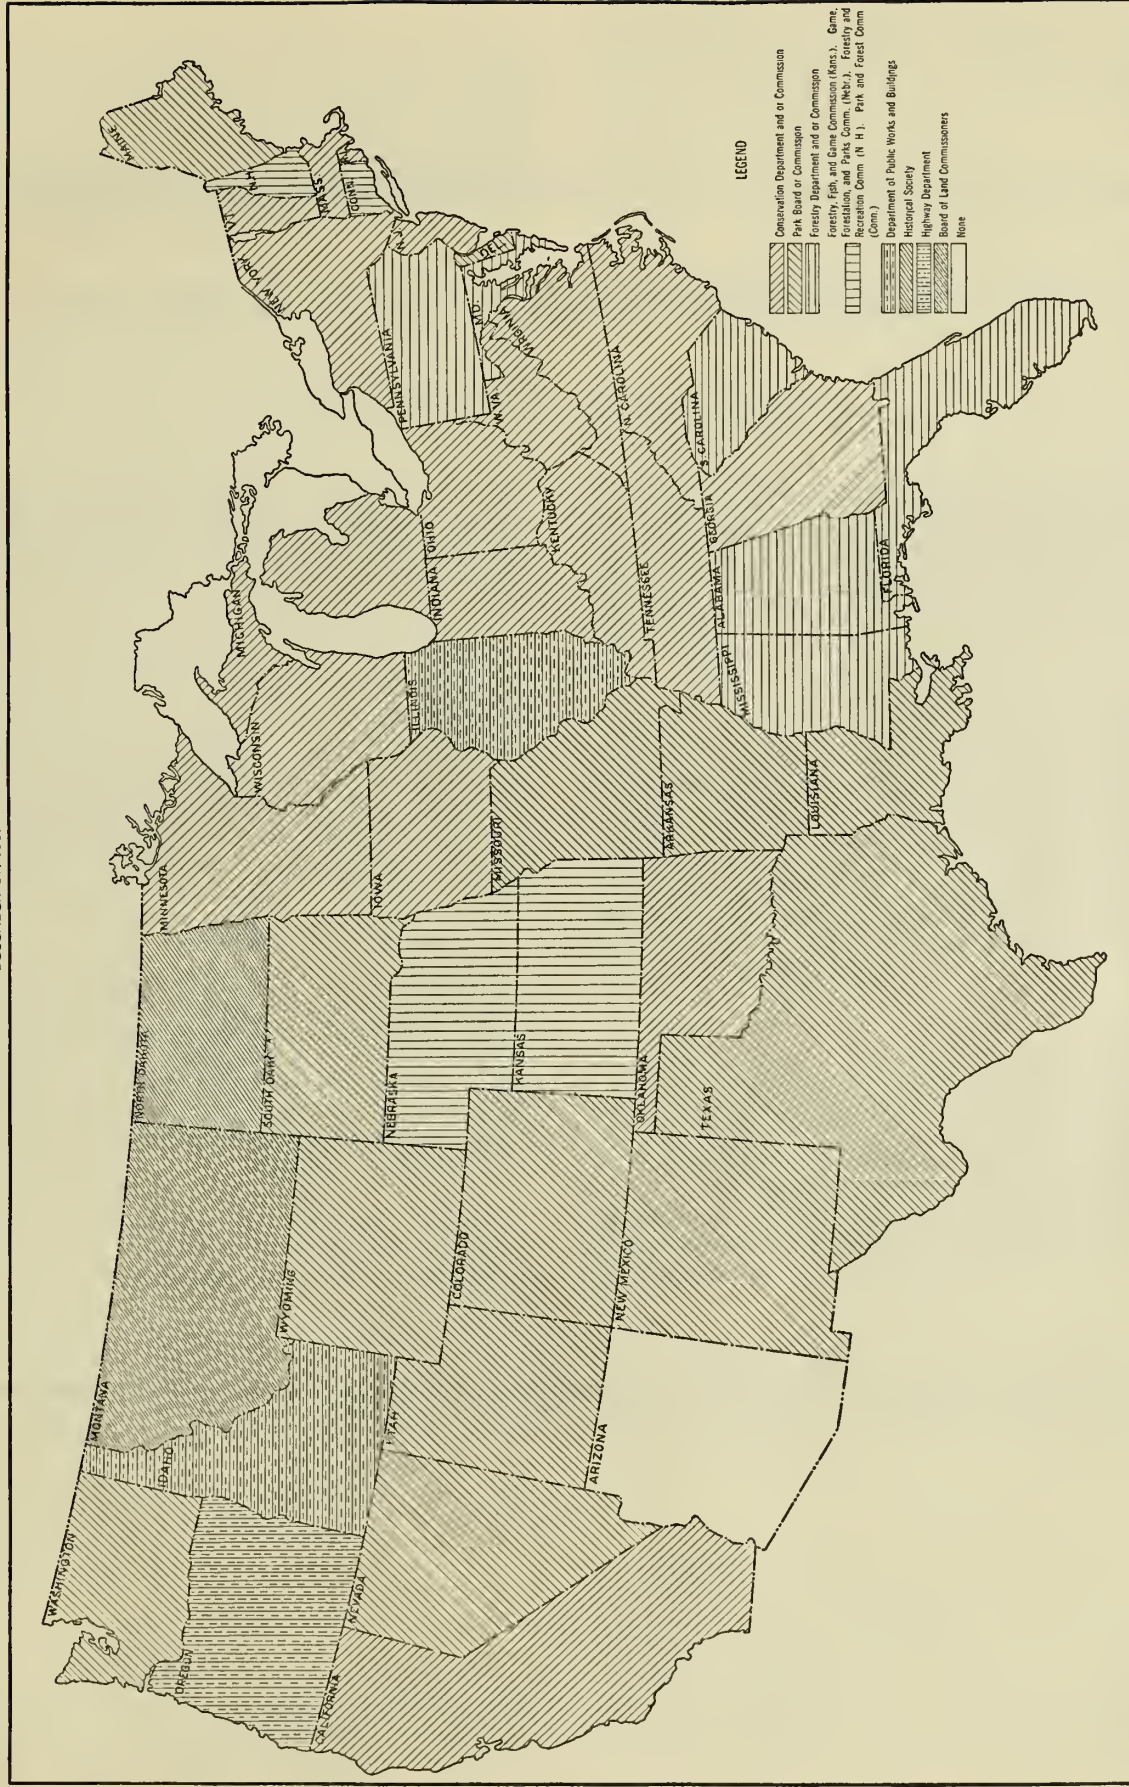 LEGEND
Conservation Department and or Commission
Park Board or Commission
Forestry Department and or Commission
Forestry, Fish, and Game Commission (Kans.). Game,
Forestation, and Parks Comm. (Nebr.). Forestry and
Recreation Comm (N H). Park and Forest Comm
(Conn.)
Department of Public Works and Buildings
Historical Society
Highway Department
Board of Land Commissioners
None
WASHINGTON
OREGON
CALIFORNIA
NEVADA
IDAHO
MONTANA
WYOMING
UTAH
ARIZONA
COLORADO
NEW MEXICO
NORTH DAKOTA
SOUTH DAKOTA
NEBRASKA
KANSAS
OKLAHOMA
TEXAS
MINNESOTA
IOWA
MISSOURI
ARKANSAS
LOUISIANA
WISCONSIN
MICHIGAN
ILLINOIS
INDIANA
OHIO
KENTUCKY
TENNESSEE
MISSISSIPPI
ALABAMA
GEORGIA
FLORIDA
S. CAROLINA
N. CAROLINA
VIRGINIA
W. VA.
MD.
DEL.
PENNSYLVANIA
N. J.
NEW YORK
VT.
N.H.
MASS.
CONN.
MAINE